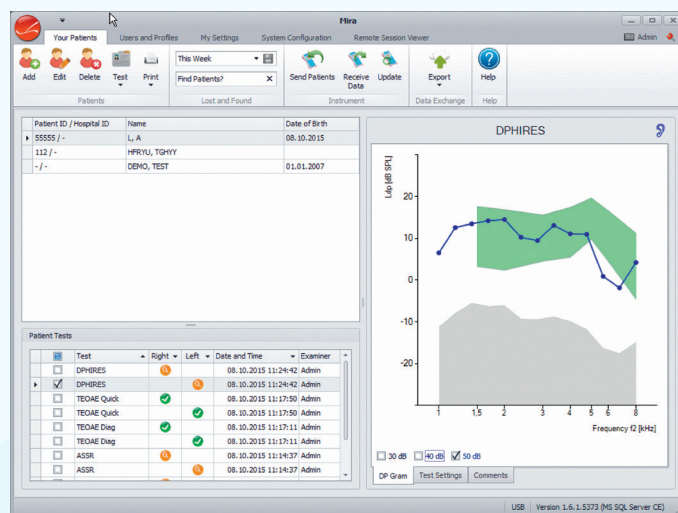 Mira
Your Patients Users and Profiles My Settings System Configuration Remote Session Viewer Admin
This Week
Find Patients?
Add Edit Delete Test Print Send Patients Receive Data Update Export Help
Patients Lost and Found Instrument Data Exchange Help
Patient ID / Hospital ID Name Date of Birth
55555 / - L, A 08.10.2015
112 / - HFRYU, TGHYY
- / - DEMO, TEST 01.01.2007
Patient Tests
Test Right Left Date and Time Examiner
DPHIRES 08.10.2015 11:24:42 Admin
DPHIRES 08.10.2015 11:24:42 Admin
TEOAE Quick 08.10.2015 11:17:50 Admin
TEOAE Quick 08.10.2015 11:17:50 Admin
TEOAE Diag 08.10.2015 11:17:11 Admin
TEOAE Diag 08.10.2015 11:17:11 Admin
ASSR 08.10.2015 11:14:37 Admin
ASSR 08.10.2015 11:14:37 Admin
DPHIRES
Ldp [dB SPL]
20
10
0
-10
-20
1 1,5 2 3 4 5 6 8
Frequency f2 [kHz]
30 dB 40 dB 50 dB
DP Gram Test Settings Comments
USB Version 1.6.1.5373 (MS SQL Server CE)